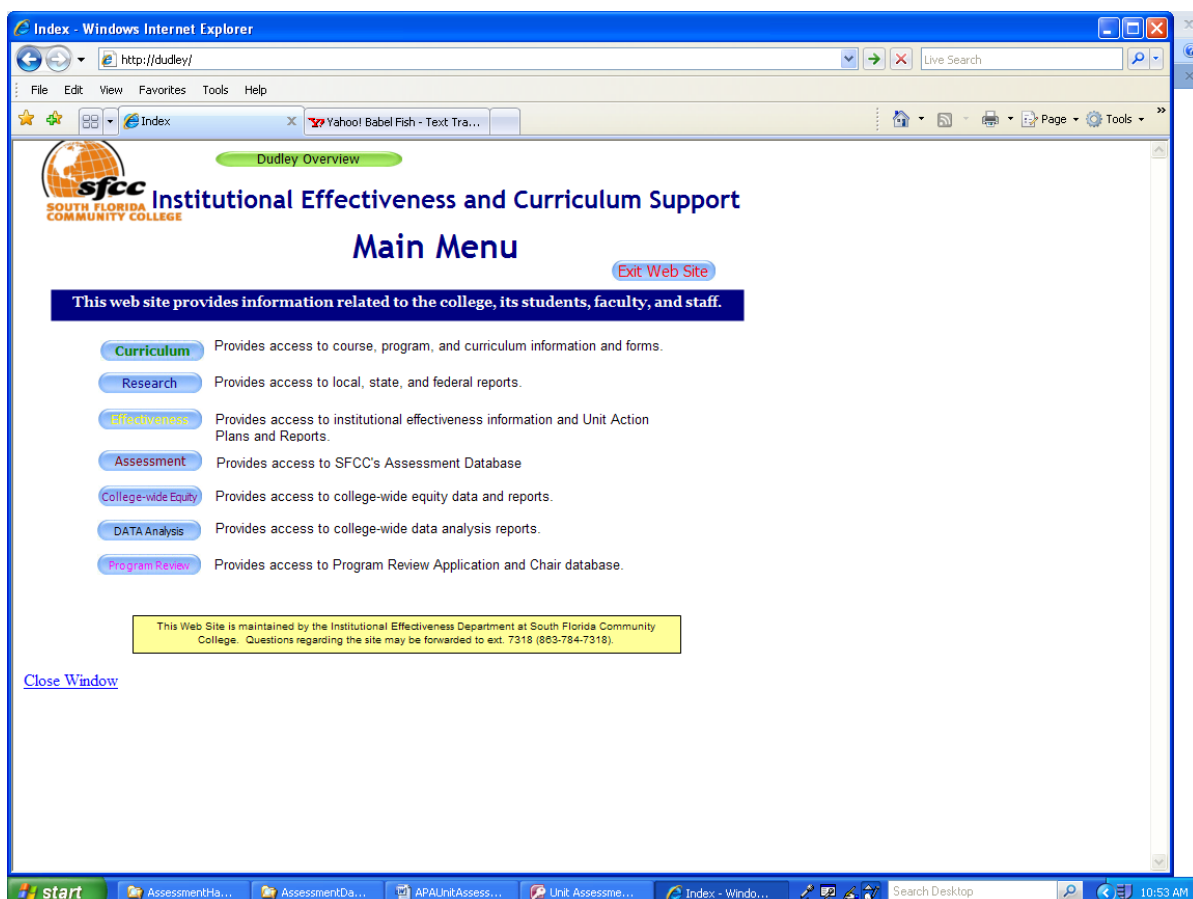 Index - Windows Internet Explorer
http://dudley/
Live Search
File Edit View Favorites Tools Help
Index
Yahoo! Babel Fish - Text Tra...
Page
Tools
Dudley Overview
sfcc
SOUTH FLORIDA
COMMUNITY COLLEGE
Institutional Effectiveness and Curriculum Support
Main Menu
Exit Web Site
This web site provides information related to the college, its students, faculty, and staff.
Curriculum Provides access to course, program, and curriculum information and forms.
Research Provides access to local, state, and federal reports.
Effectiveness Provides access to institutional effectiveness information and Unit Action
Plans and Reports.
Assessment Provides access to SFCC's Assessment Database
College-wide Equity Provides access to college-wide equity data and reports.
DATA Analysis Provides access to college-wide data analysis reports.
Program Review Provides access to Program Review Application and Chair database.
This Web Site is maintained by the Institutional Effectiveness Department at South Florida Community
College. Questions regarding the site may be forwarded to ext. 7318 (863-784-7318).
Close Window
start AssessmentHa... AssessmentDa... APAUnitAssess... Unit Assessme... Index - Windo... Search Desktop 10:53 AM